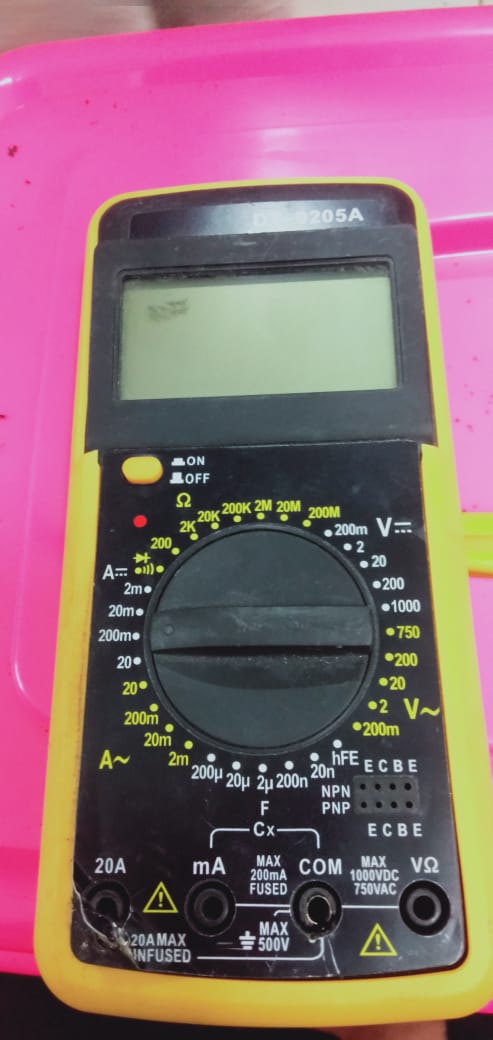 9205A
ON
OFF
Ω
200
2K
20K
200K
2M
20M
200M
V
200m
2
20
200
1000
750
200
20
2
V~
200m
A
2m
20m
200m
20
20
200m
20m
2m
A~
200µ
20µ
2µ
200n
20n
hFE
F
Cx
E C B E
NPN
PNP
E C B E
20A
mA
MAX
200mA
FUSED
COM
MAX
1000VDC
750VAC
VΩ
20A MAX
MAX
500V